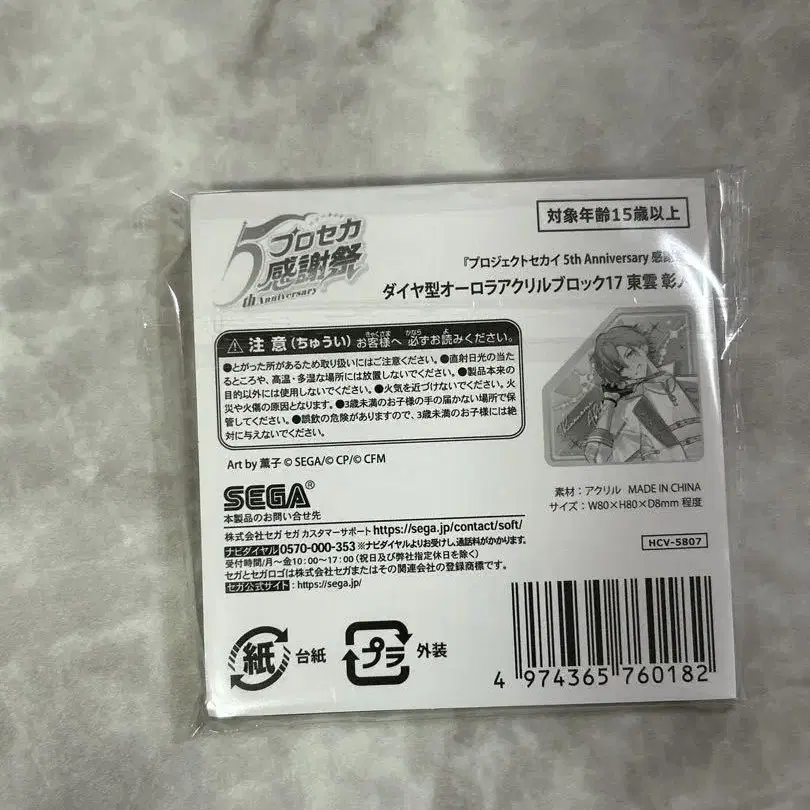 対象年齢15歳以上
5th Anniversary
プロセカ
感謝祭
『プロジェクトセカイ 5th Anniversary 感謝
ダイヤ型オーロラアクリルブロック17 東雲 彰
注意(ちゅうい) お客様へ 必ずお読みください。
きゃくさま かなら よ
●とがった所があるため取り扱いにはご注意ください。●直射日光の当た
るところや、高温・多湿な場所には放置しないでください。●製品本来の
目的以外には使用しないでください。●火気を近づけないでください。火
災や火傷の原因となります。●3歳未満のお子様の手の届かない場所で保
管してください。●誤飲の危険がありますので、3歳未満のお子様には絶
対に与えないでください。
Art by 薫子 © SEGA/© CP/© CFM
素材：アクリル MADE IN CHINA
サイズ：W80×H80×D8mm 程度
HCV-5807
SEGA®
本製品のお問い合せ先
株式会社セガ セガ カスタマーサポート https://sega.jp/contact/soft/
ナビダイヤル 0570-000-353 ※ナビダイヤルよりお受けし、通話料がかかります。
受付時間/月～金10:00～17:00（祝日及び弊社指定休日を除く）
セガとセガロゴは株式会社セガまたはその関連会社の登録商標です。
セガ公式サイト：https://sega.jp/
紙 台紙
プラ 外装
4 974365 760182